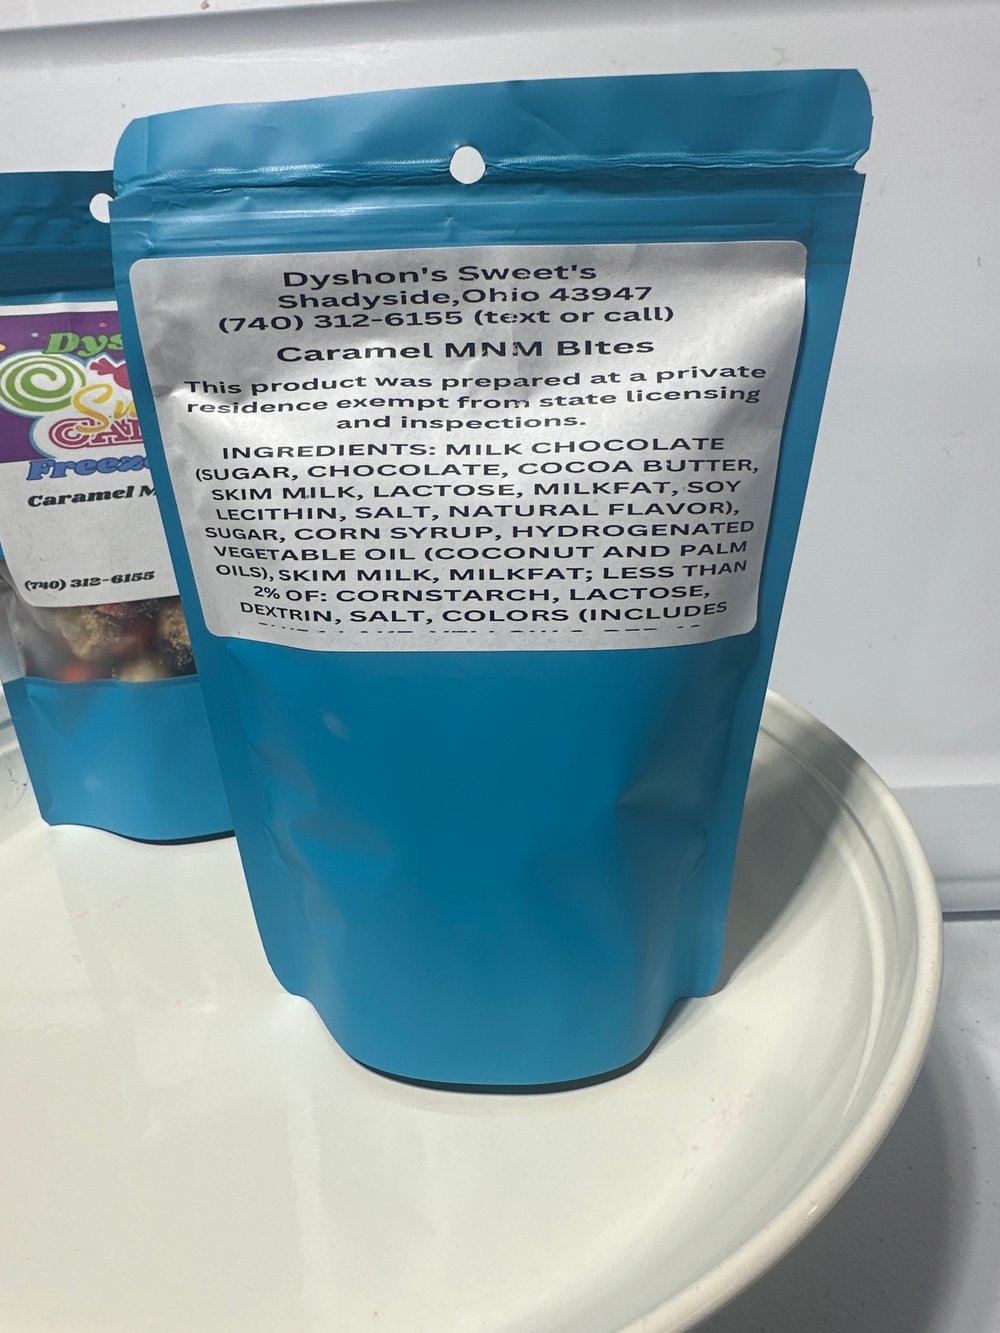 Dyshon's Sweet's
Shadyside,Ohio 43947
(740) 312-6155 (text or call)
Caramel MNM BItes
This product was prepared at a private
residence exempt from state licensing
and inspections.
INGREDIENTS: MILK CHOCOLATE
(SUGAR, CHOCOLATE, COCOA BUTTER,
SKIM MILK, LACTOSE, MILKFAT, SOY
LECITHIN, SALT, NATURAL FLAVOR),
SUGAR, CORN SYRUP, HYDROGENATED
VEGETABLE OIL (COCONUT AND PALM
OILS), SKIM MILK, MILKFAT; LESS THAN
2% OF: CORNSTARCH, LACTOSE,
DEXTRIN, SALT, COLORS (INCLUDES
Caramel M
(740) 312-6155